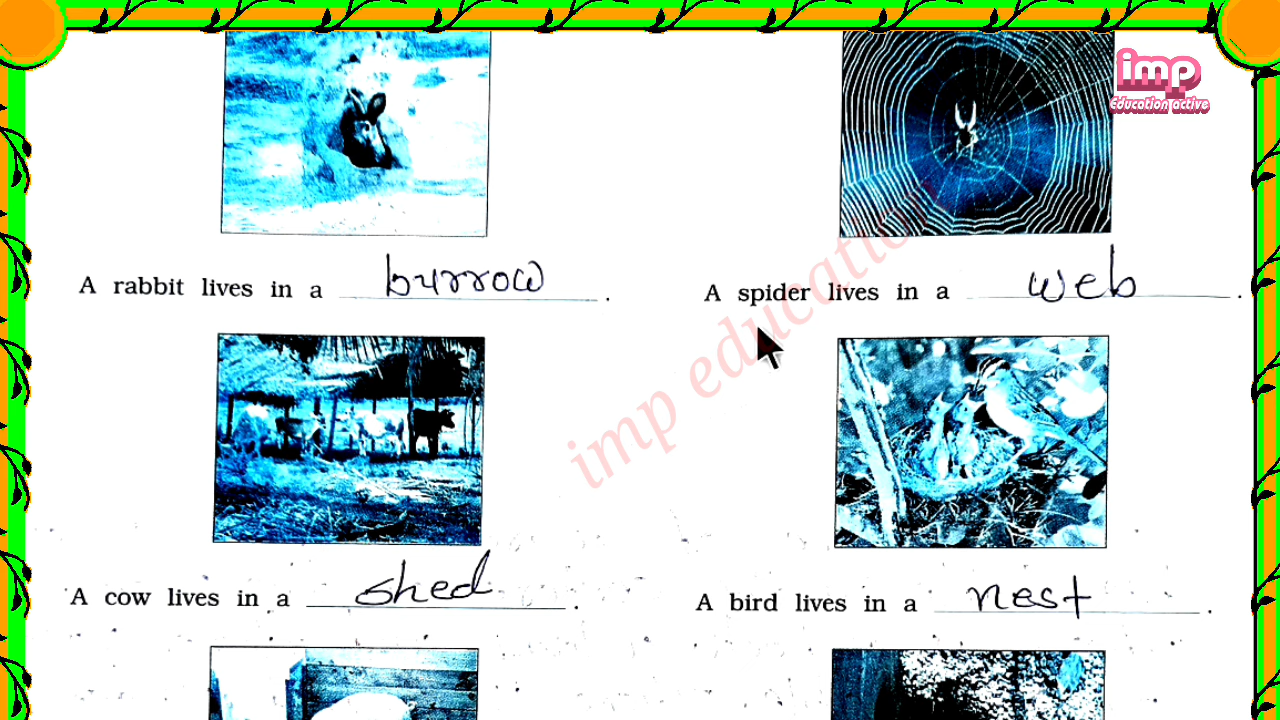 imp
Education active
A rabbit lives in a burrow.
A spider lives in a web.
imp education
A cow lives in a shed.
A bird lives in a nest.